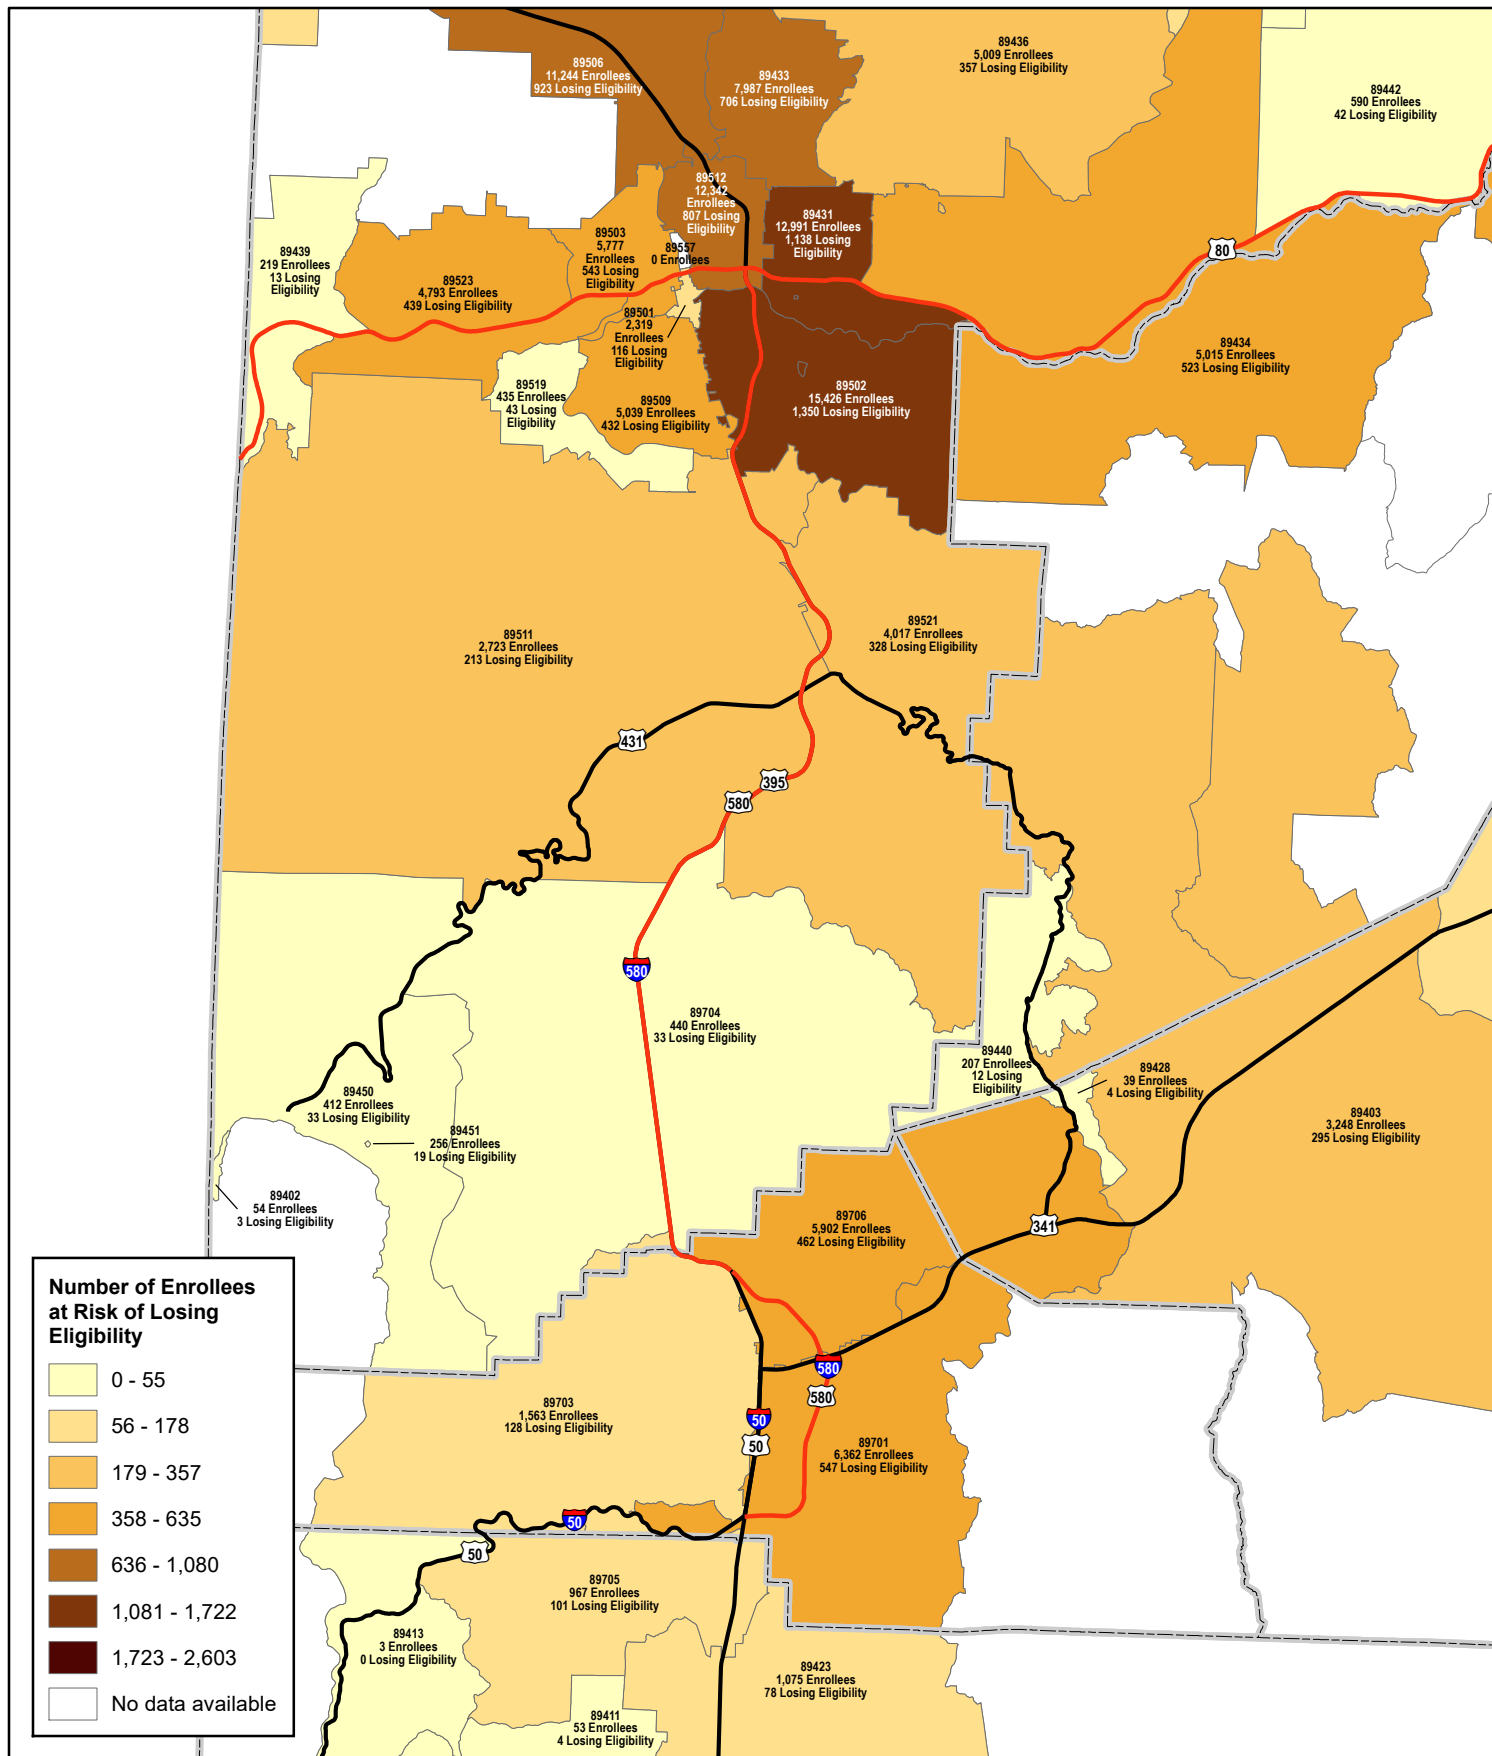 89506
11,244 Enrollees
923 Losing Eligibility
89433
7,987 Enrollees
706 Losing Eligibility
89436
5,009 Enrollees
357 Losing Eligibility
89442
590 Enrollees
42 Losing Eligibility
89512
12,342
Enrollees
807 Losing
Eligibility
89431
12,991 Enrollees
1,138 Losing
Eligibility
89439
219 Enrollees
13 Losing
Eligibility
89503
5,777
Enrollees
543 Losing
Eligibility
89557
0 Enrollees
80
89523
4,793 Enrollees
439 Losing Eligibility
89501
2,319
Enrollees
116 Losing
Eligibility
89434
5,015 Enrollees
523 Losing Eligibility
89519
435 Enrollees
43 Losing
Eligibility
89509
5,039 Enrollees
432 Losing Eligibility
89502
15,426 Enrollees
1,350 Losing Eligibility
89511
2,723 Enrollees
213 Losing Eligibility
89521
4,017 Enrollees
328 Losing Eligibility
431
395
580
580
89704
440 Enrollees
33 Losing Eligibility
89440
207 Enrollees
12 Losing
Eligibility
89428
39 Enrollees
4 Losing Eligibility
89450
412 Enrollees
33 Losing Eligibility
89451
256 Enrollees
19 Losing Eligibility
89403
3,248 Enrollees
295 Losing Eligibility
89402
54 Enrollees
3 Losing Eligibility
89706
5,902 Enrollees
462 Losing Eligibility
341
580
580
89703
1,563 Enrollees
128 Losing Eligibility
50
50
89701
6,362 Enrollees
547 Losing Eligibility
50
50
89705
967 Enrollees
101 Losing Eligibility
89413
3 Enrollees
0 Losing Eligibility
89423
1,075 Enrollees
78 Losing Eligibility
89411
53 Enrollees
4 Losing Eligibility
Number of Enrollees
at Risk of Losing
Eligibility
0 - 55
56 - 178
179 - 357
358 - 635
636 - 1,080
1,081 - 1,722
1,723 - 2,603
No data available